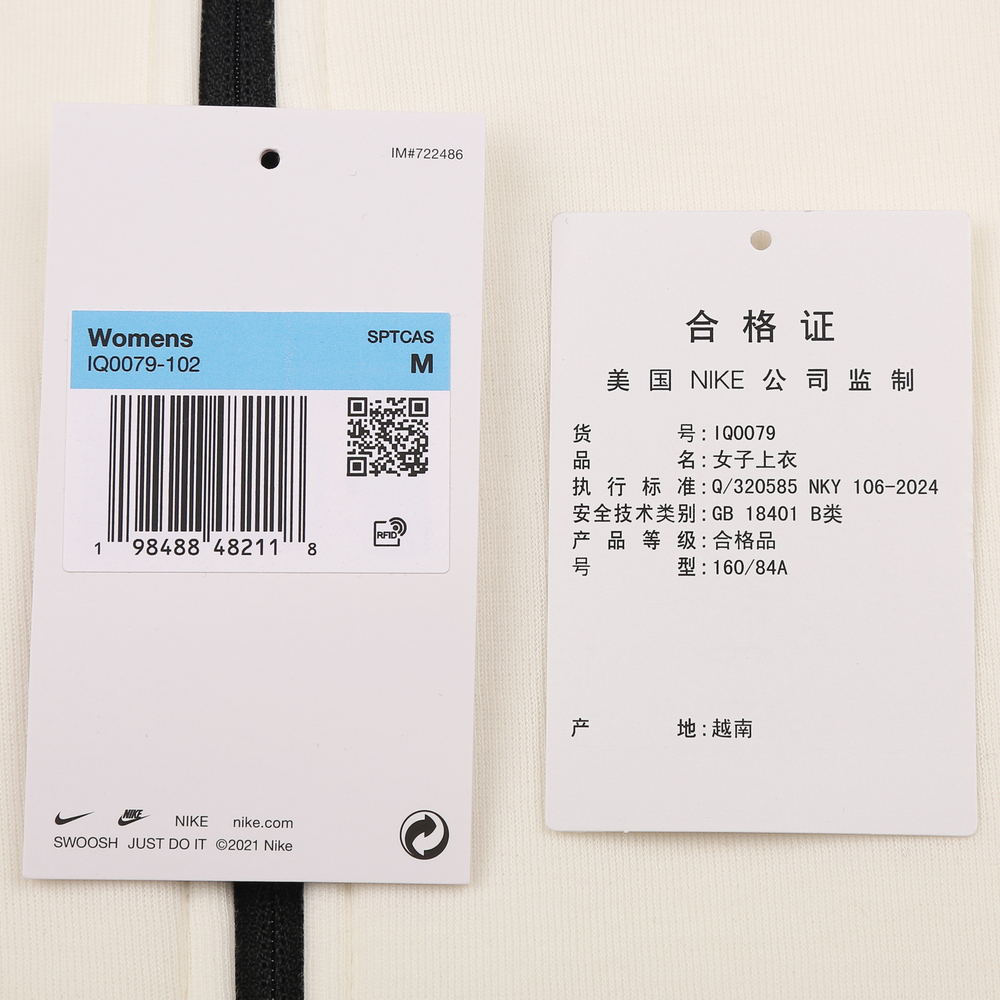 IM#722486
Womens
SPTCAS
IQ0079-102
M
1 98488 48211 8
RFID
NIKE
NIKE nike.com
SWOOSH JUST DO IT ©2021 Nike
合格证
美国 NIKE 公司监制
货号:IQ0079
品名:女子上衣
执行标准:Q/320585 NKY 106-2024
安全技术类别:GB 18401 B类
产品等级:合格品
号型:160/84A
产地:越南